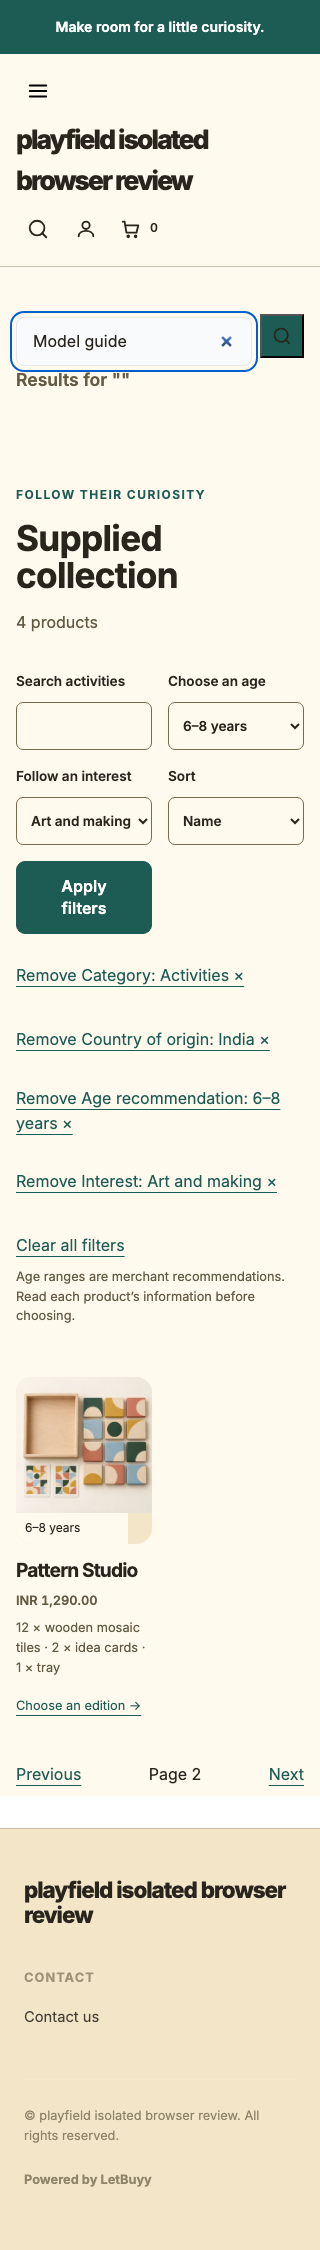 Make room for a little curiosity.
playfield isolated
browser review
0
Model guide
Results for ""
FOLLOW THEIR CURIOSITY
Supplied
collection
4 products
Search activities
Choose an age
6–8 years
Follow an interest
Sort
Art and making
Name
Apply
filters
Remove Category: Activities ×
Remove Country of origin: India ×
Remove Age recommendation: 6–8
years ×
Remove Interest: Art and making ×
Clear all filters
Age ranges are merchant recommendations.
Read each product’s information before
choosing.
6–8 years
Pattern Studio
INR 1,290.00
12 × wooden mosaic
tiles · 2 × idea cards ·
1 × tray
Choose an edition →
Previous
Page 2
Next
playfield isolated browser
review
CONTACT
Contact us
© playfield isolated browser review. All
rights reserved.
Powered by LetBuyy